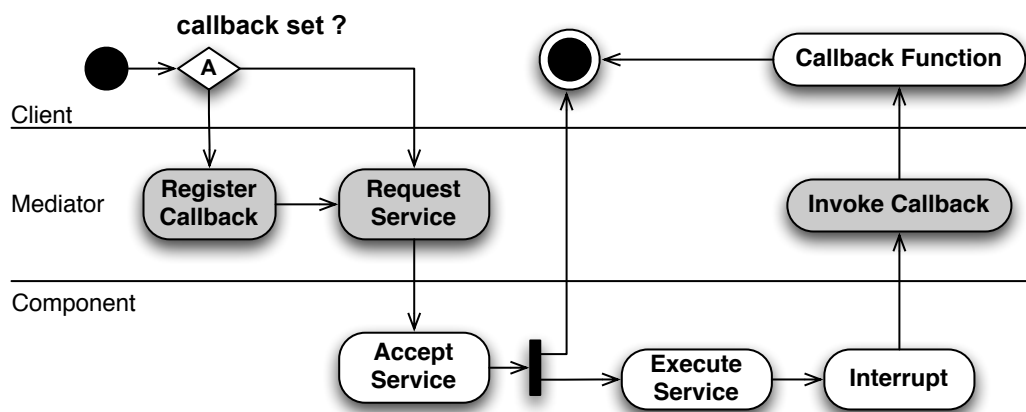 callback set ?
A
Callback Function
Client
Register
Callback
Request
Service
Mediator
Invoke Callback
Component
Accept
Service
Execute
Service
Interrupt